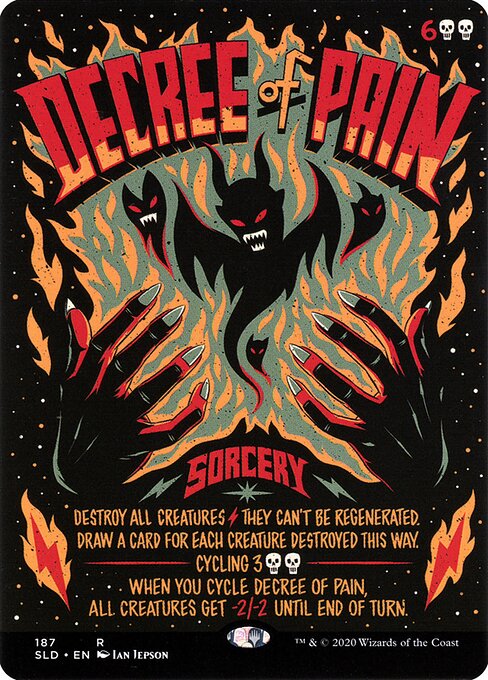 6
DECREE of PAIN
SORCERY
DESTROY ALL CREATURES THEY CAN'T BE REGENERATED.
DRAW A CARD FOR EACH CREATURE DESTROYED THIS WAY.
CYCLING 3
WHEN YOU CYCLE DECREE OF PAIN,
ALL CREATURES GET -2/-2 UNTIL END OF TURN.
187 R
SLD • EN IAN JEPSON
™ & © 2020 Wizards of the Coast